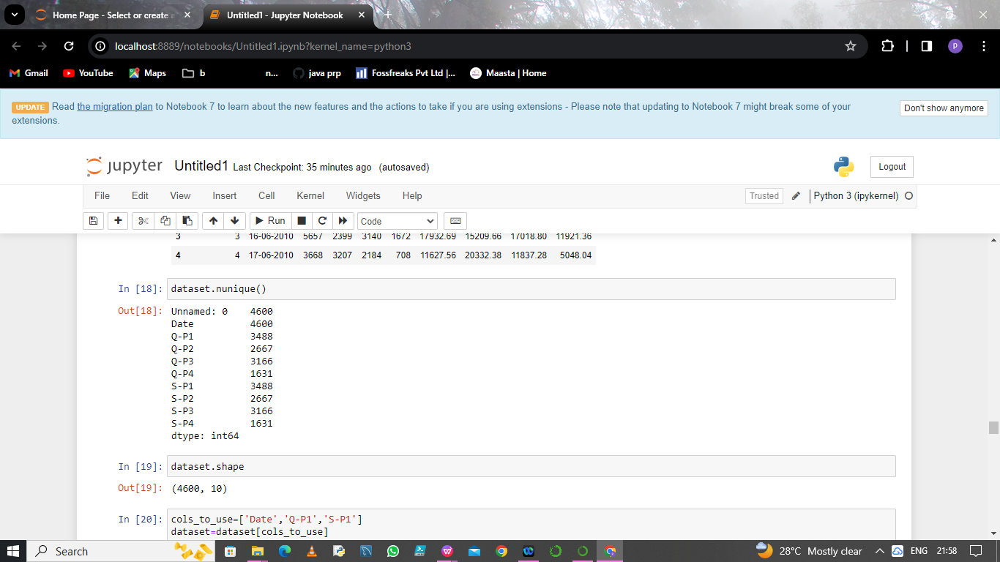 Home Page - Select or create a
Untitled1 - Jupyter Notebook
localhost:8889/notebooks/Untitled1.ipynb?kernel_name=python3
P
Gmail YouTube Maps b n... java prp Fossfreaks Pvt Ltd |... Maasta | Home
UPDATE Read the migration plan to Notebook 7 to learn about the new features and the actions to take if you are using extensions - Please note that updating to Notebook 7 might break some of your
extensions.
Don't show anymore
jupyter Untitled1 Last Checkpoint: 35 minutes ago (autosaved)
Logout
File Edit View Insert Cell Kernel Widgets Help
Trusted Python 3 (ipykernel)
Run Code
3 3 16-06-2010 5657 2399 3140 1672 17932.69 15209.66 17018.80 11921.36
4 4 17-06-2010 3668 3207 2184 708 11627.56 20332.38 11837.28 5048.04
In [18]: dataset.nunique()
Out[18]: Unnamed: 0 4600
Date 4600
Q-P1 3488
Q-P2 2667
Q-P3 3166
Q-P4 1631
S-P1 3488
S-P2 2667
S-P3 3166
S-P4 1631
dtype: int64
In [19]: dataset.shape
Out[19]: (4600, 10)
In [20]: cols_to_use=['Date','Q-P1','S-P1']
dataset=dataset[cols_to_use]
Search
28°C Mostly clear ENG 21:58